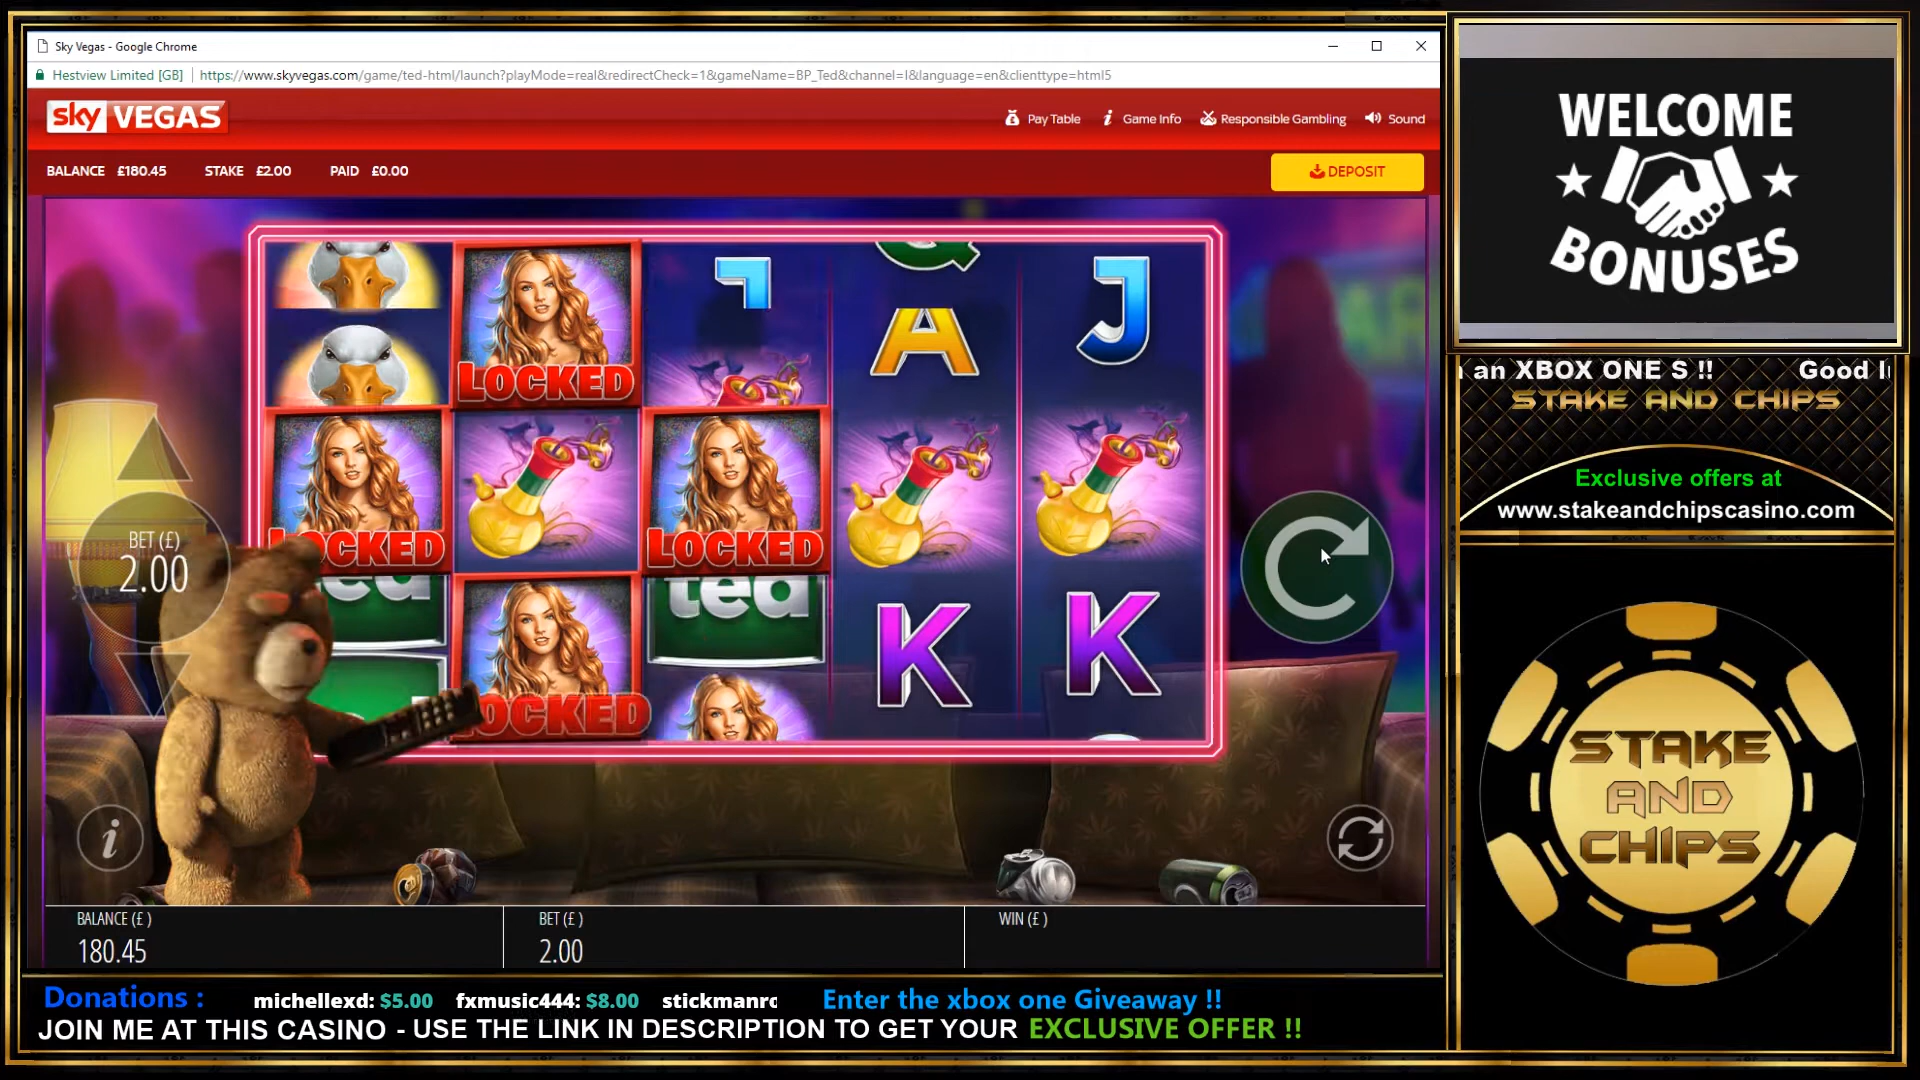 Sky Vegas - Google Chrome
Hestview Limited [GB] https://www.skyvegas.com/game/ted-html/launch?playMode=real&redirectCheck=1&gameName=BP_Ted&channel=I&language=en&clienttype=html5
sky VEGAS
Pay Table
Game Info
Responsible Gambling
Sound
BALANCE £180.45 STAKE £2.00 PAID £0.00
DEPOSIT
Q
J
A
LOCKED
LOCKED
LOCKED
ted
ted
K
K
LOCKED
BET (£)
2.00
BALANCE (£ )
180.45
BET (£ )
2.00
WIN (£ )
Donations : michellexd: $5.00 fxmusic444: $8.00 Enter the xbox one Giveaway !!
JOIN ME AT THIS CASINO - USE THE LINK IN DESCRIPTION TO GET YOUR EXCLUSIVE OFFER !!
WELCOME
BONUSES
an XBOX ONE S !! Good
STAKE AND CHIPS
Exclusive offers at
www.stakeandchipscasino.com
STAKE
AND
CHIPS